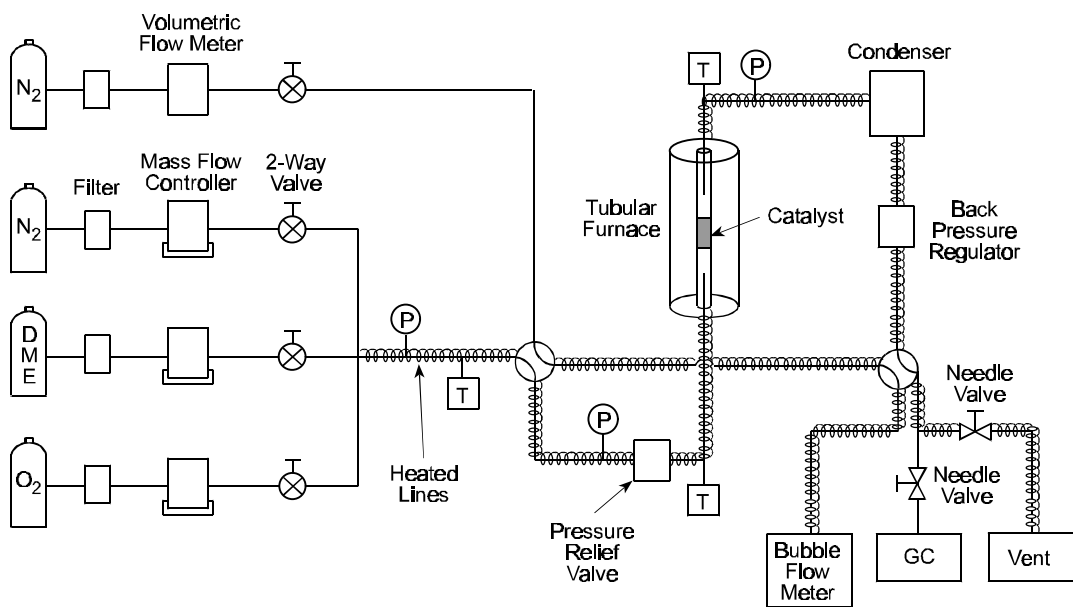 Volumetric
Flow Meter
N2
Mass Flow
Controller
2-Way
Valve
Filter
N2
D
M
E
O2
P
T
Heated
Lines
P
Pressure
Relief
Valve
T
T
P
Condenser
Tubular
Furnace
Catalyst
Back
Pressure
Regulator
Needle
Valve
Needle
Valve
Bubble
Flow
Meter
GC
Vent